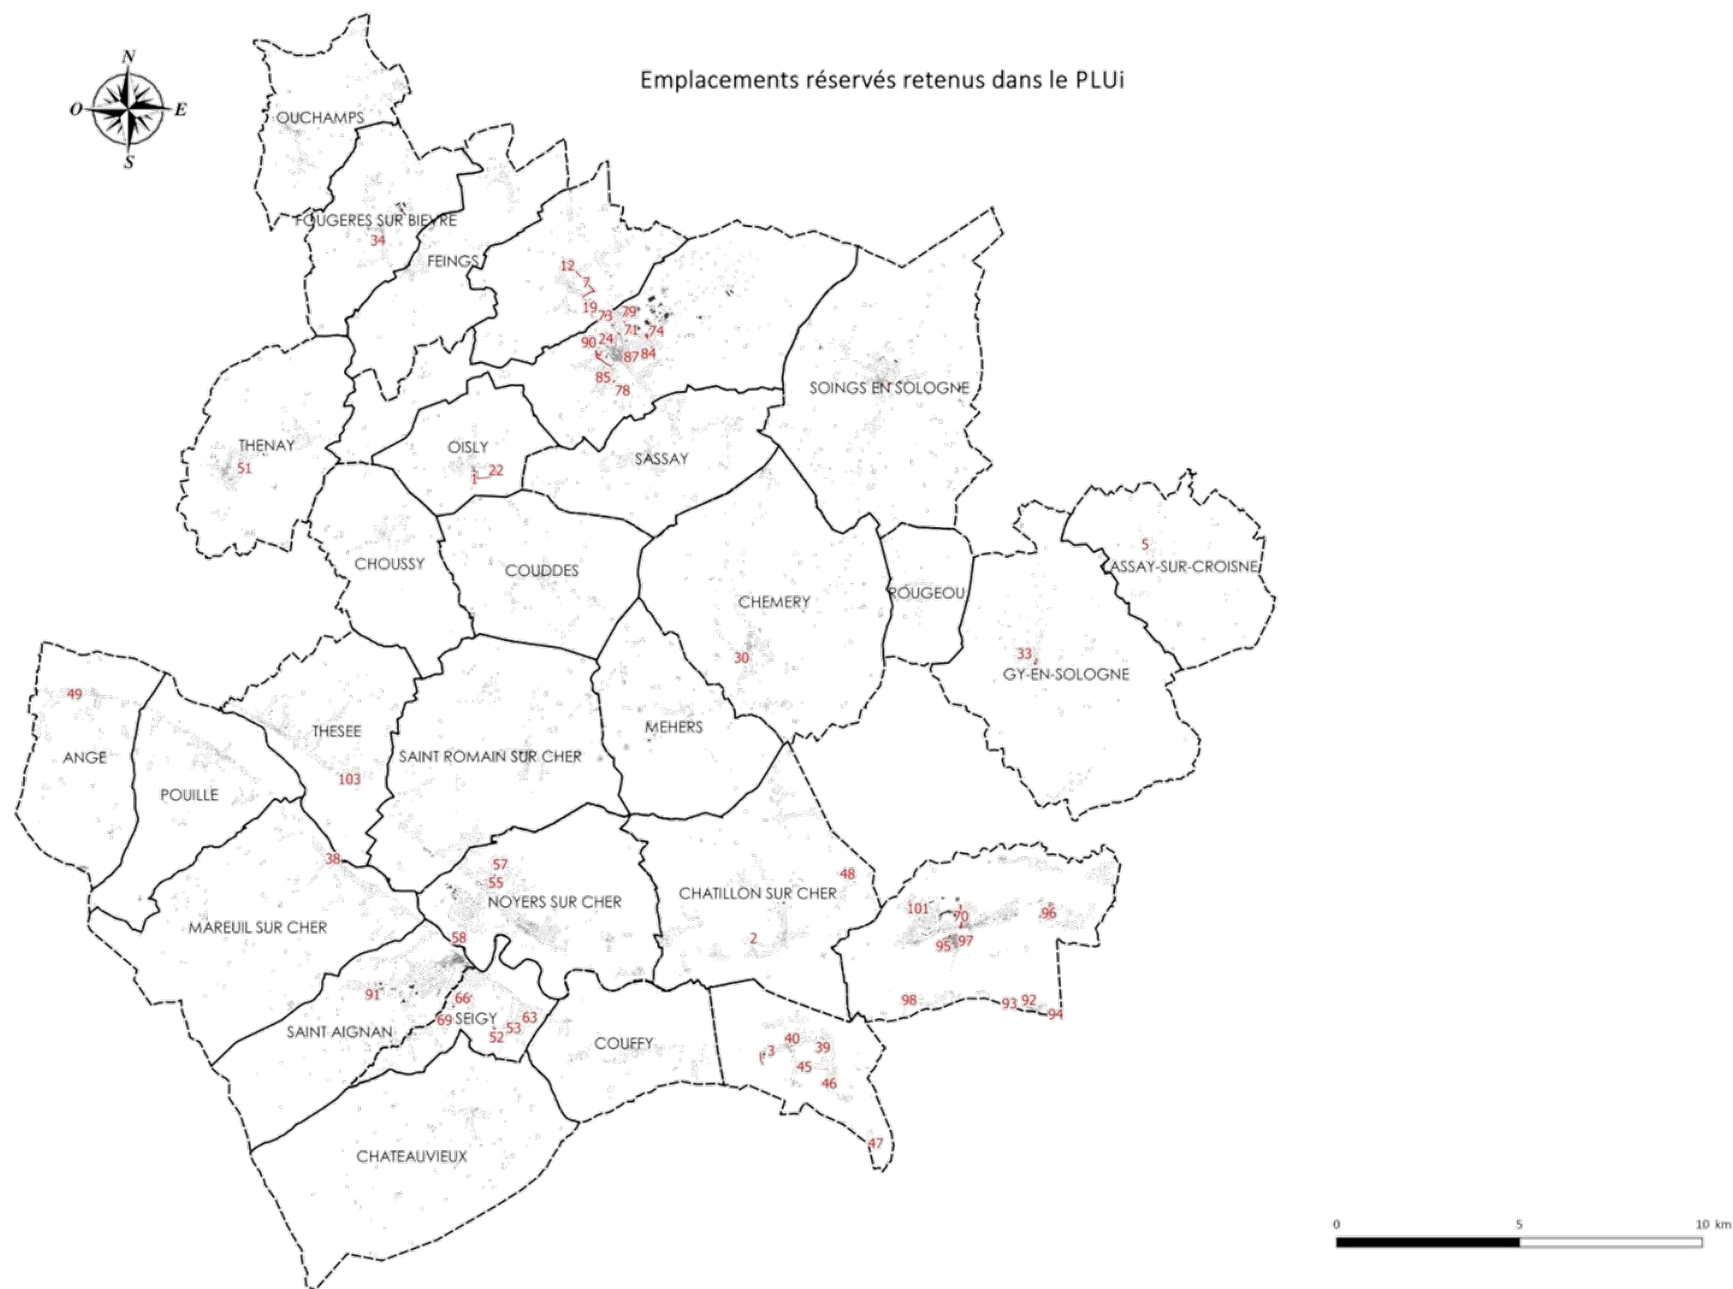 Emplacements réservés retenus dans le PLUi
N
O
E
S
OUCHAMPS
FOUGERES SUR BIEVRE
34
FEINGS
12
7
19
73
79
71
74
90
24
87
84
85
78
SOINGS EN SOLOGNE
THENAY
51
OISLY
22
1
SASSAY
CHOUSSY
COUDDES
5
ASSAY-SUR-CROISNE
CHEMERY
ROUGEOU
30
33
GY-EN-SOLOGNE
49
ANGE
THESEE
MEHERS
SAINT ROMAIN SUR CHER
103
POUILLE
38
57
55
48
NOYERS SUR CHER
CHATILLON SUR CHER
101
70
96
MAREUIL SUR CHER
58
2
95
97
91
66
98
93
92
94
69
SEIGY
63
53
52
SAINT AIGNAN
COUFFY
40
3
39
45
46
47
CHATEAUVIEUX
0
5
10 km